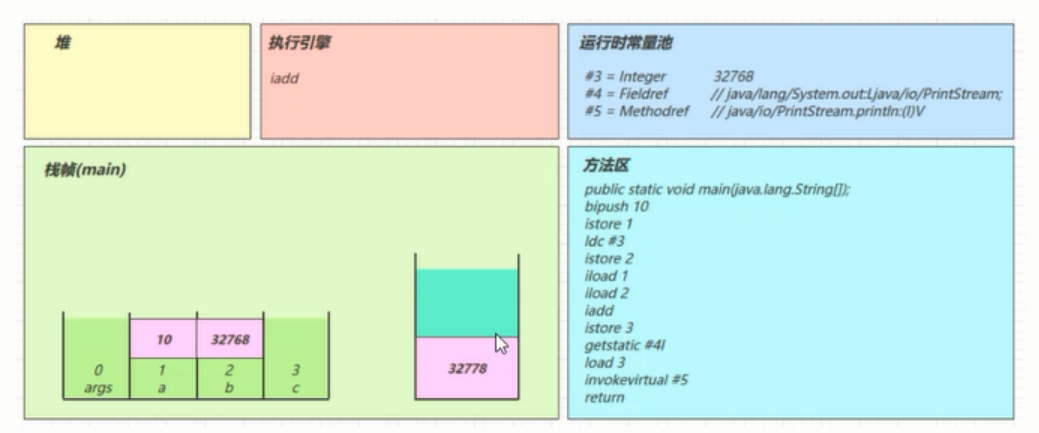 堆
执行引擎
iadd
运行时常量池
#3 = Integer 32768
#4 = Fieldref // java/lang/System.out:Ljava/io/PrintStream;
#5 = Methodref // java/io/PrintStream.println:(I)V
栈帧(main)
10 32768
0 1 2 3
args a b c
32778
方法区
public static void main(java.lang.String[]);
bipush 10
istore 1
ldc #3
istore 2
iload 1
iload 2
iadd
istore 3
getstatic #4I
load 3
invokevirtual #5
return